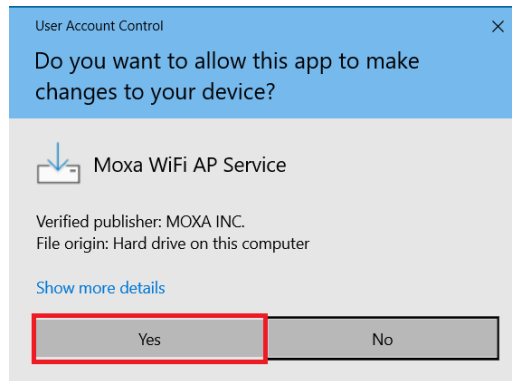 User Account Control
Do you want to allow this app to make
changes to your device?
Moxa WiFi AP Service
Verified publisher: MOXA INC.
File origin: Hard drive on this computer
Show more details
Yes
No